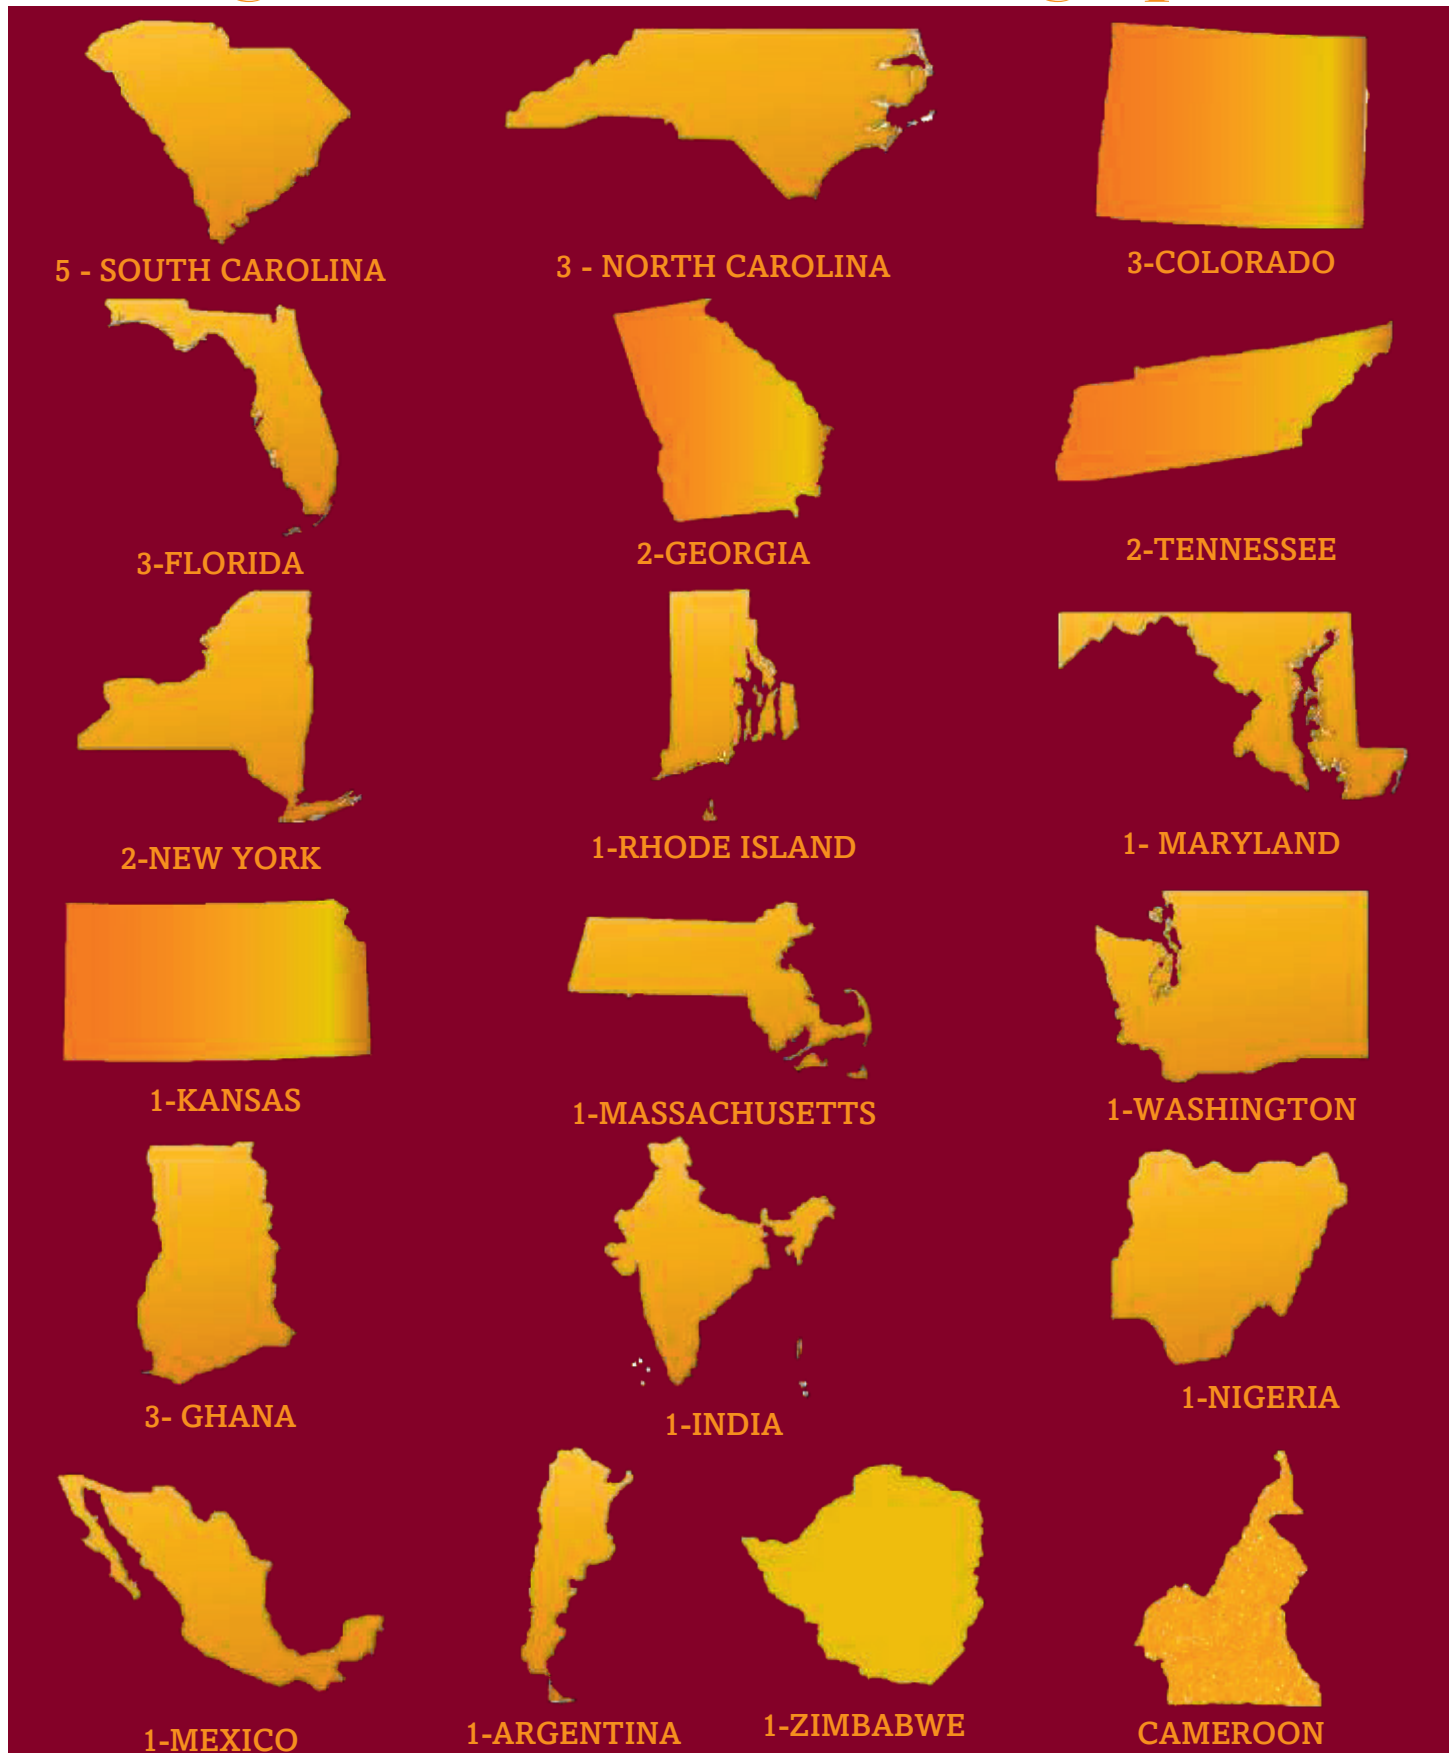 5 - SOUTH CAROLINA
3 - NORTH CAROLINA
3-COLORADO
3-FLORIDA
2-GEORGIA
2-TENNESSEE
2-NEW YORK
1-RHODE ISLAND
1- MARYLAND
1-KANSAS
1-MASSACHUSETTS
1-WASHINGTON
3- GHANA
1-INDIA
1-NIGERIA
1-MEXICO
1-ARGENTINA
1-ZIMBABWE
CAMEROON